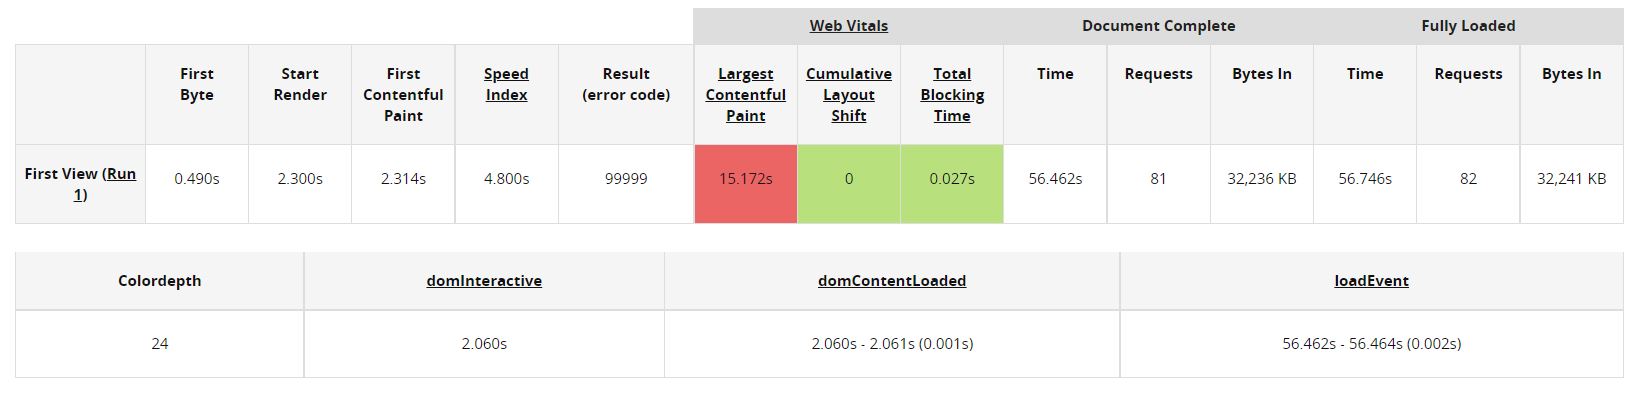 Web Vitals Document Complete Fully Loaded
First Byte Start Render First Contentful Paint Speed Index Result (error code) Largest Contentful Paint Cumulative Layout Shift Total Blocking Time Time Requests Bytes In Time Requests Bytes In
First View (Run 1) 0.490s 2.300s 2.314s 4.800s 99999 15.172s 0 0.027s 56.462s 81 32,236 KB 56.746s 82 32,241 KB
Colordepth domInteractive domContentLoaded loadEvent
24 2.060s 2.060s - 2.061s (0.001s) 56.462s - 56.464s (0.002s)